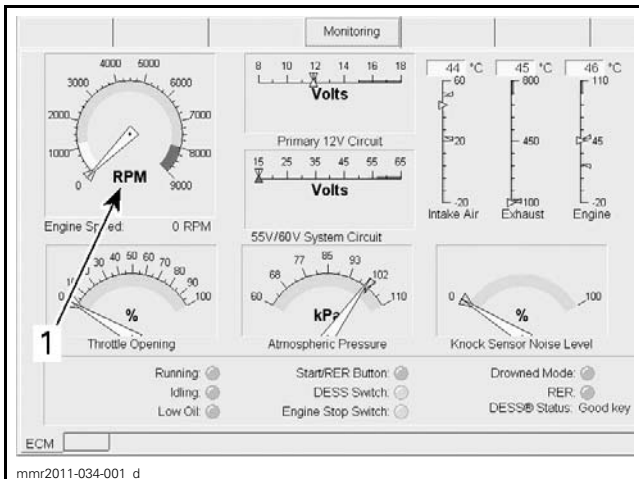 Monitoring
0 1000 2000 3000 4000 5000 6000 7000 8000 9000
RPM
Engine Speed: 0 RPM
8 10 12 14 16 18
Volts
Primary 12V Circuit
15 25 35 45 55 65
Volts
55V/60V System Circuit
44 °C 45 °C 46 °C
60 20 -20
800 450 100
110 45 -20
Intake Air Exhaust Engine
0 30 40 50 60 70 80 90 100
%
Throttle Opening
60 68 77 85 93 102 110
kPa
Atmospheric Pressure
0 100
%
Knock Sensor Noise Level
1
Running: Start/RER Button: Drowned Mode:
Idling: DESS Switch: RER:
Low Oil: Engine Stop Switch: DESS® Status: Good key
ECM
mmr2011-034-001_d